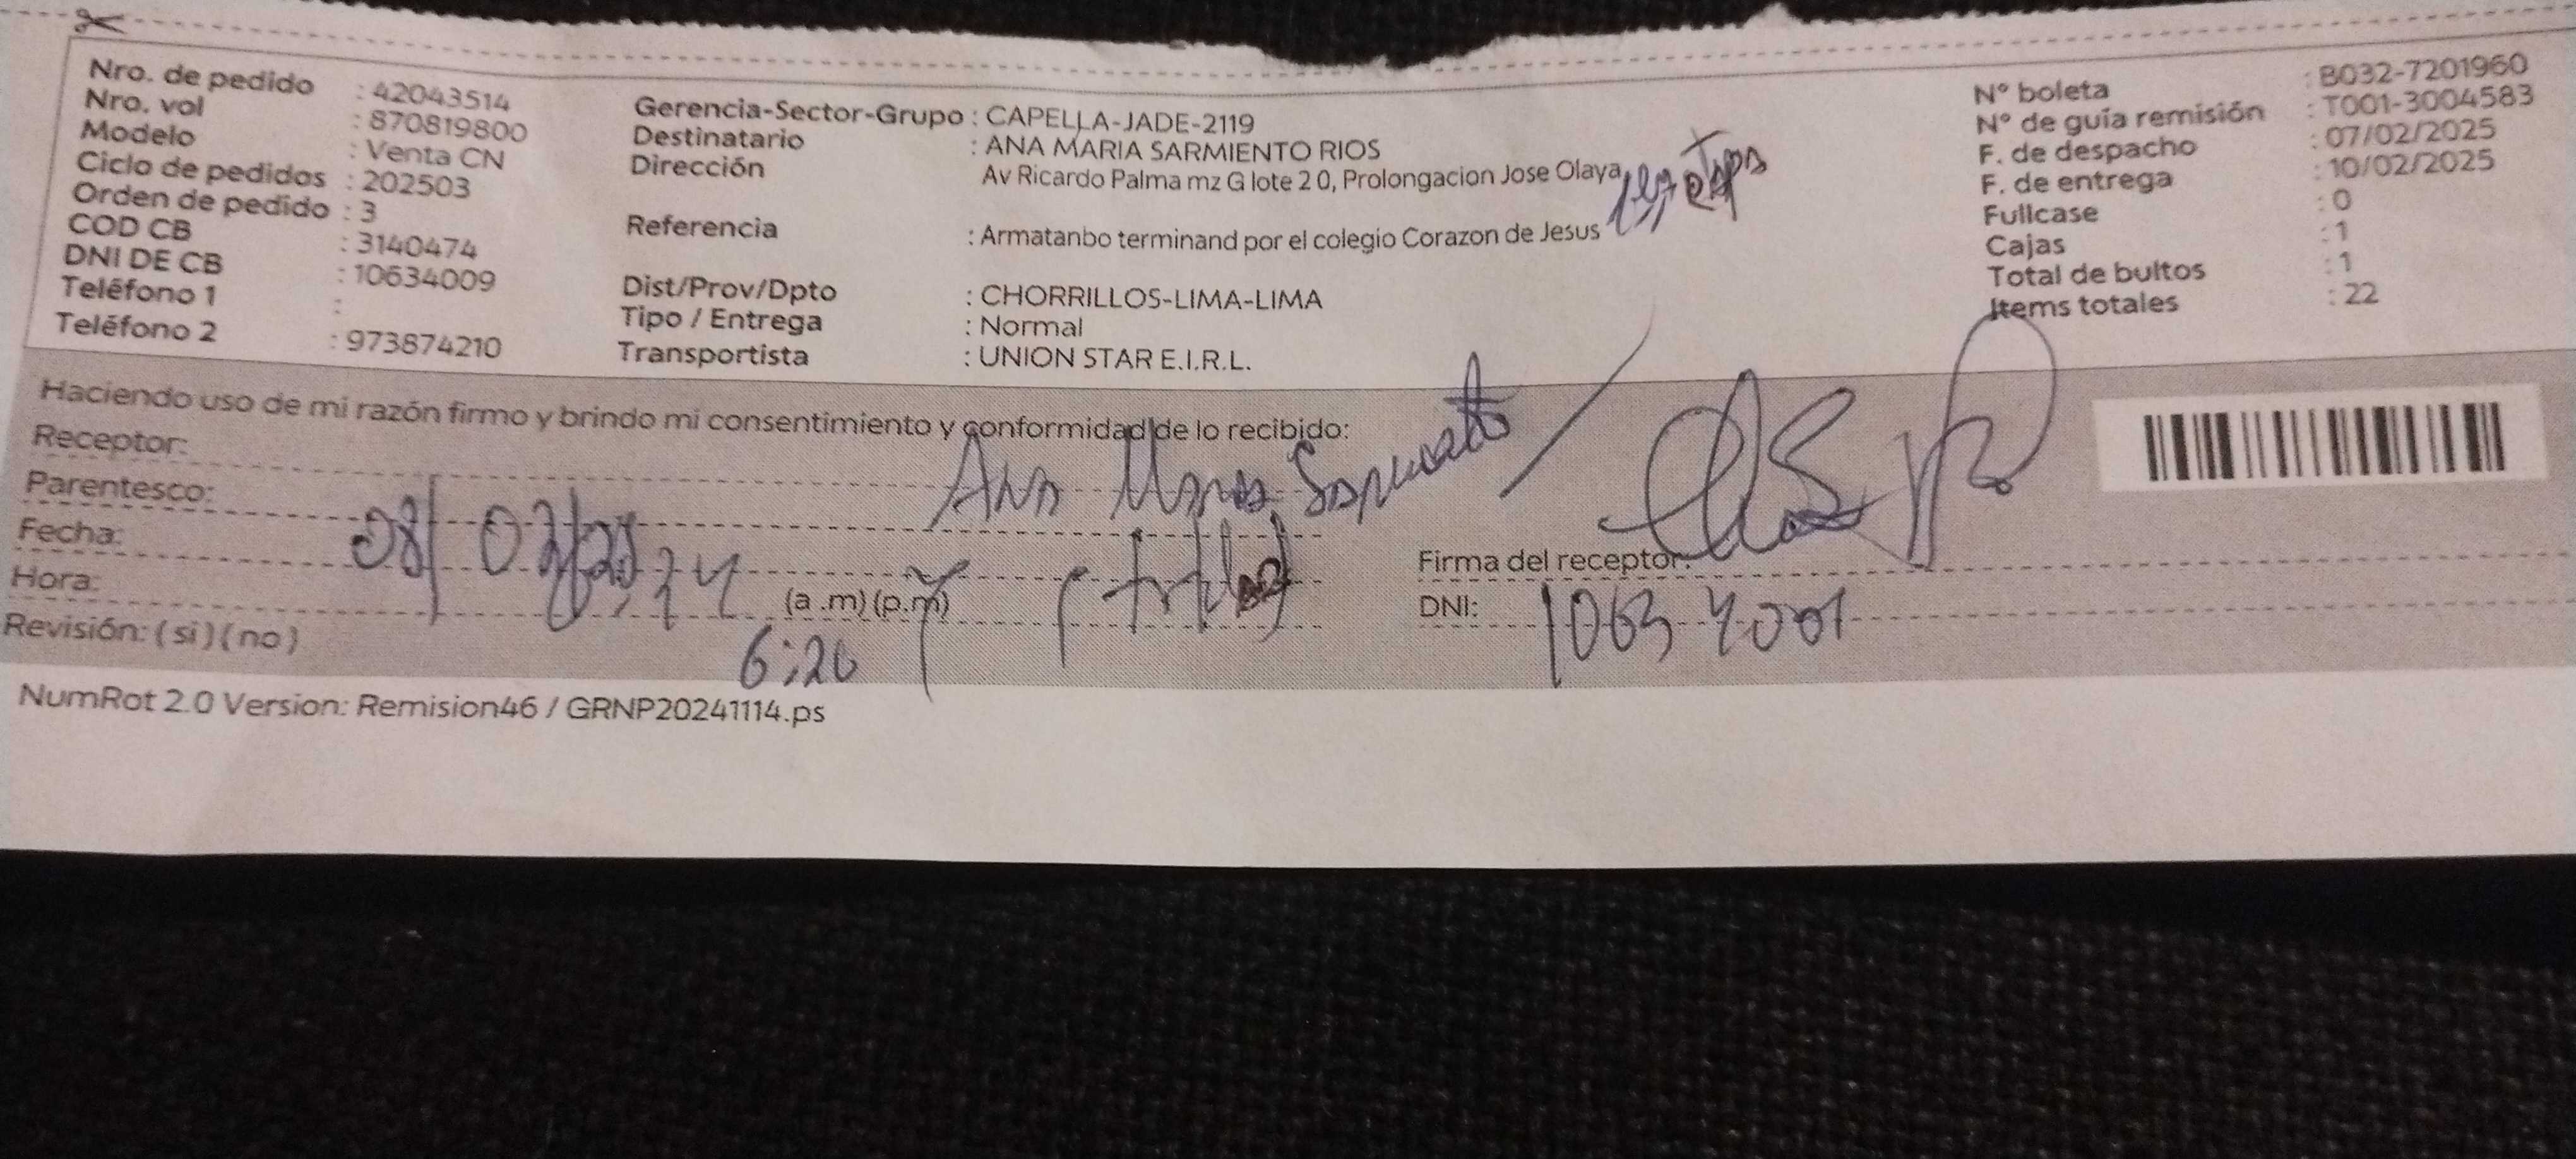 Nro. de pedido : 42043514
Nro. vol : 870819800
Modelo : Venta CN
Ciclo de pedidos : 202503
Orden de pedido : 3
COD CB : 3140474
DNI DE CB : 10634009
Teléfono 1 :
Teléfono 2 : 973874210
Gerencia-Sector-Grupo : CAPELLA-JADE-2119
Destinatario : ANA MARIA SARMIENTO RIOS
Dirección Av Ricardo Palma mz G lote 2 0, Prolongacion Jose Olaya
Referencia : Armatanbo terminand por el colegio Corazon de Jesus
Dist/Prov/Dpto : CHORRILLOS-LIMA-LIMA
Tipo / Entrega : Normal
Transportista : UNION STAR E.I.R.L.
N° boleta : B032-7201960
N° de guía remisión : T001-3004583
F. de despacho : 07/02/2025
F. de entrega : 10/02/2025
Fullcase : 0
Cajas : 1
Total de bultos : 1
Items totales : 22
Haciendo uso de mi razón firmo y brindo mi consentimiento y conformidad de lo recibido:
Receptor: Ana Maria Sarmiento
Parentesco:
Fecha: 08/02/25
Hora: (a .m) (p.m)
6:20
Revisión: ( si ) ( no )
Firma del receptor:
DNI: 10634009
NumRot 2.0 Version: Remision46 / GRNP20241114.ps